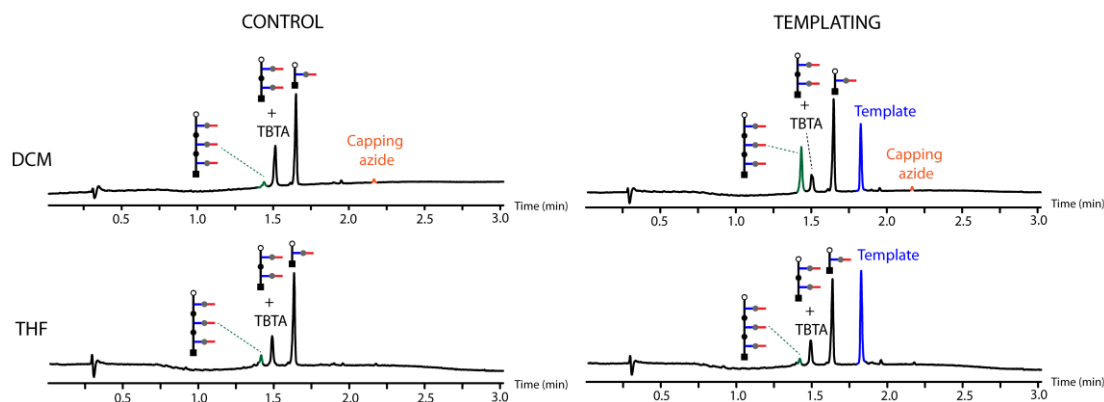 CONTROL
TEMPLATING
DCM
+
TBTA
Capping
azide
0.5 1.0 1.5 2.0 2.5 3.0
Time (min)
+
TBTA
Template
Capping
azide
0.5 1.0 1.5 2.0 2.5 3.0
Time (min)
THF
+
TBTA
0.5 1.0 1.5 2.0 2.5 3.0
Time (min)
+
TBTA
Template
0.5 1.0 1.5 2.0 2.5 3.0
Time (min)